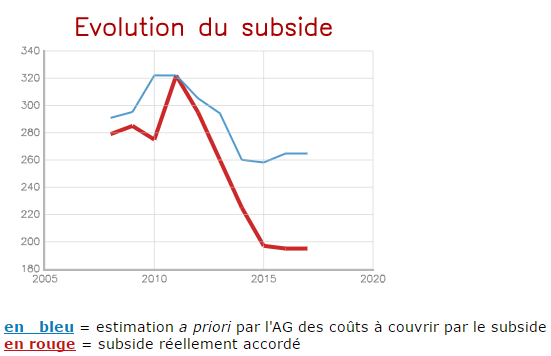 Evolution du subside
340
320
300
280
260
240
220
200
180
2005 2010 2015 2020
en bleu = estimation a priori par l'AG des coûts à couvrir par le subside
en rouge = subside réellement accordé